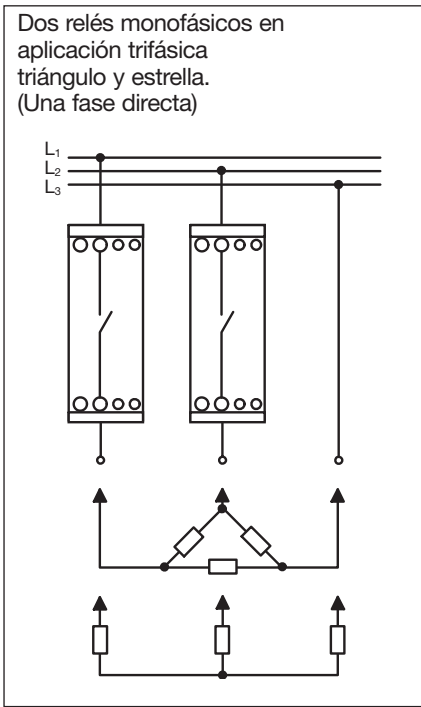 Dos relés monofásicos en
aplicación trifásica
triángulo y estrella.
(Una fase directa)
L₁
L₂
L₃